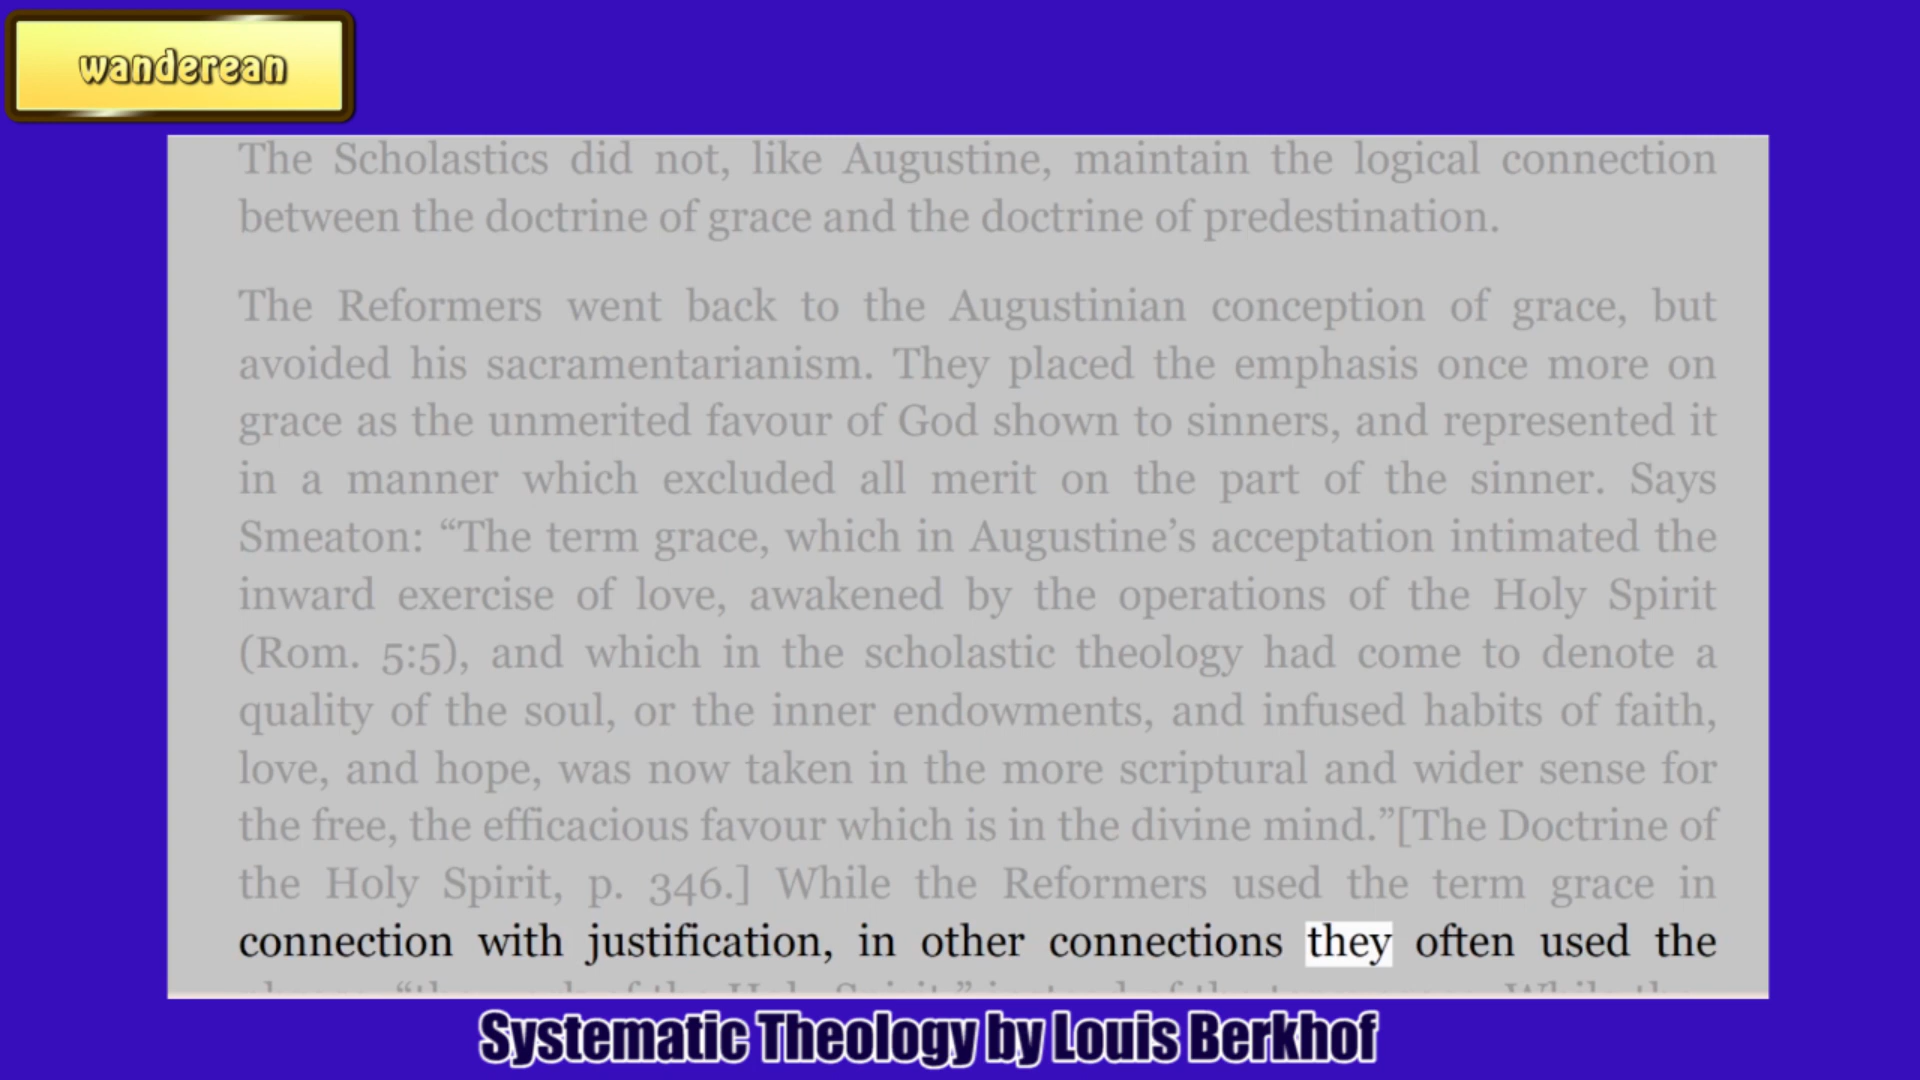 wanderean
The Scholastics did not, like Augustine, maintain the logical connection
between the doctrine of grace and the doctrine of predestination.
The Reformers went back to the Augustinian conception of grace, but
avoided his sacramentarianism. They placed the emphasis once more on
grace as the unmerited favour of God shown to sinners, and represented it
in a manner which excluded all merit on the part of the sinner. Says
Smeaton: “The term grace, which in Augustine’s acceptation intimated the
inward exercise of love, awakened by the operations of the Holy Spirit
(Rom. 5:5), and which in the scholastic theology had come to denote a
quality of the soul, or the inner endowments, and infused habits of faith,
love, and hope, was now taken in the more scriptural and wider sense for
the free, the efficacious favour which is in the divine mind.”[The Doctrine of
the Holy Spirit, p. 346.] While the Reformers used the term grace in
connection with justification, in other connections they often used the
Systematic Theology by Louis Berkhof